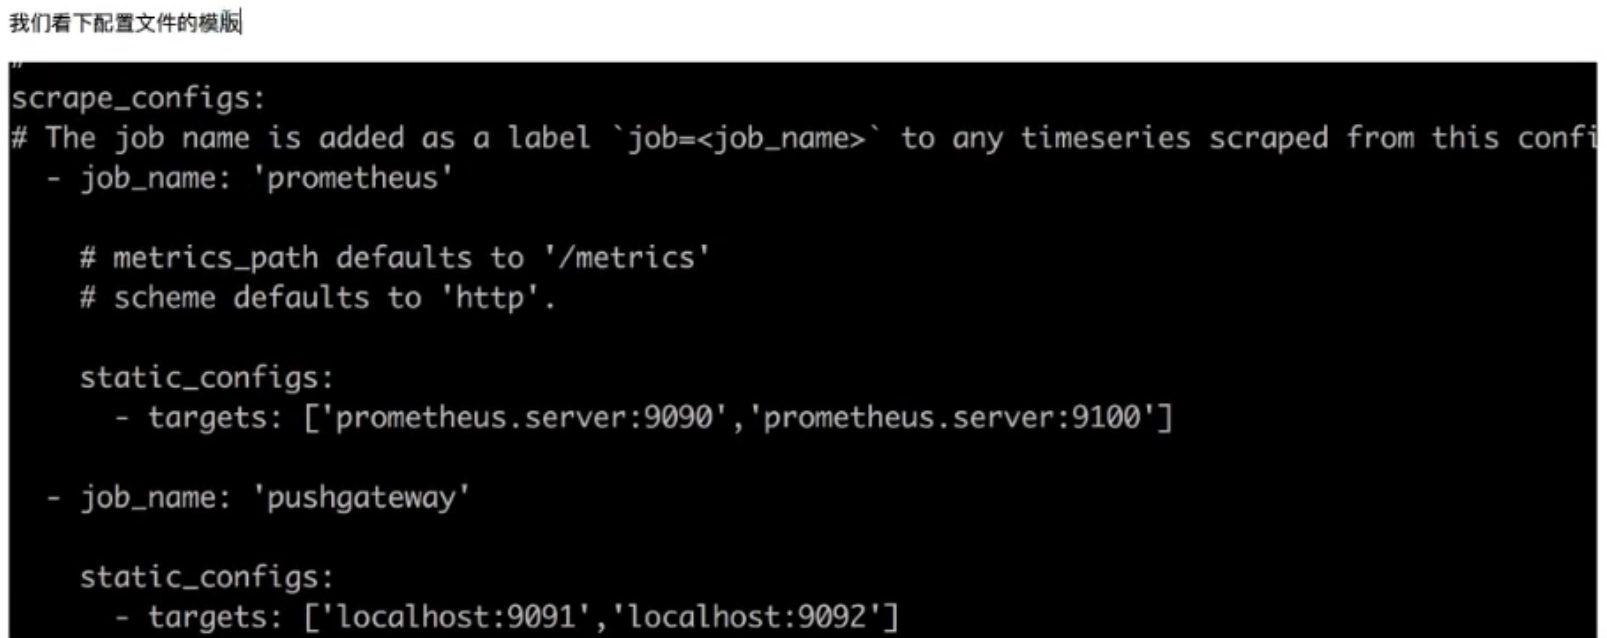 我们看下配置文件的模版
#
scrape_configs:
# The job name is added as a label `job=<job_name>` to any timeseries scraped from this confi
  - job_name: 'prometheus'
    # metrics_path defaults to '/metrics'
    # scheme defaults to 'http'.
    static_configs:
      - targets: ['prometheus.server:9090','prometheus.server:9100']
  - job_name: 'pushgateway'
    static_configs:
      - targets: ['localhost:9091','localhost:9092']